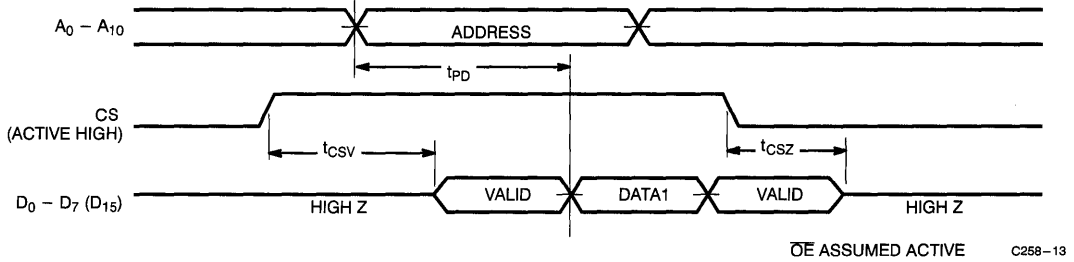 A0 – A10
ADDRESS
tPD
CS
(ACTIVE HIGH)
tCSV
tCSZ
D0 – D7 (D15)
HIGH Z
VALID
DATA1
VALID
HIGH Z
OE ASSUMED ACTIVE
C258–13